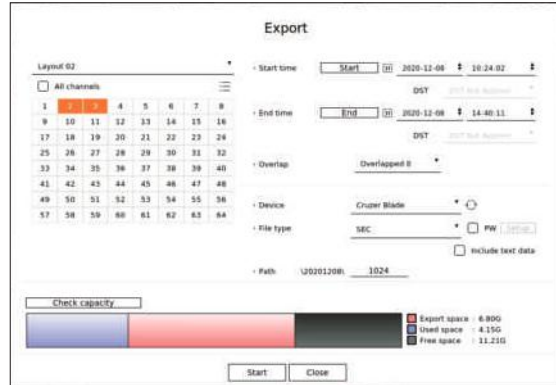 Export
Layout 02
All channels
1 2 3 4 5 6 7 8
9 10 11 12 13 14 15 16
17 18 19 20 21 22 23 24
25 26 27 28 29 30 31 32
33 34 35 36 37 38 39 40
41 42 43 44 45 46 47 48
49 50 51 52 53 54 55 56
57 58 59 60 61 62 63 64
· Start time Start 2020-12-08 10:24:02
DST
· End time End 2020-12-08 14:40:11
DST
· Overlap Overlapped 0
· Device Cruzer Blade
· File type SEC PW Setup
Include text data
· Path \20201208\ 1024
Check capacity
Export space : 6.80G
Used space : 4.15G
Free space : 11.21G
Start Close